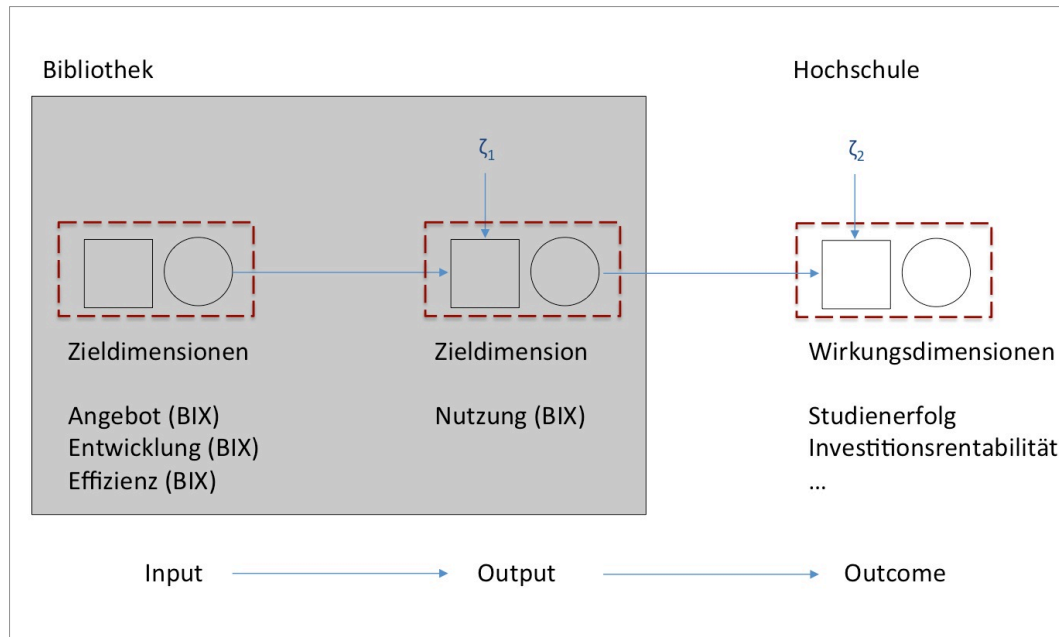 Bibliothek
Hochschule
ζ1
ζ2
Zieldimensionen
Zieldimension
Wirkungsdimensionen
Angebot (BIX)
Entwicklung (BIX)
Effizienz (BIX)
Nutzung (BIX)
Studienerfolg
Investitionsrentabilität
...
Input
Output
Outcome